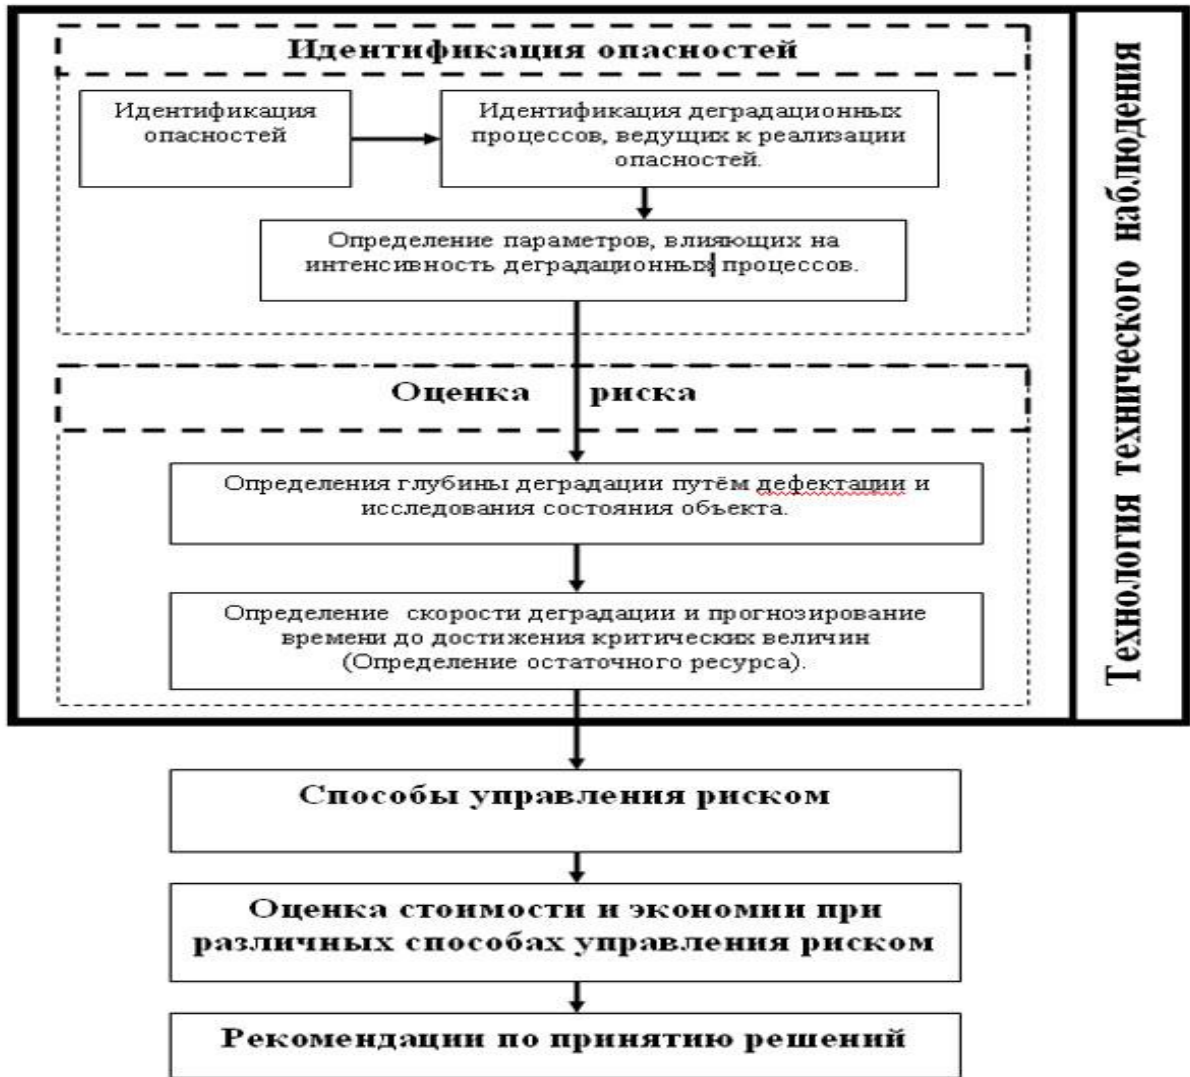 Идентификация опасностей
Идентификация
опасностей
Идентификация деградационных
процессов, ведущих к реализации
опасностей.
Определение параметров, влияющих на
интенсивность деградационных процессов.
Оценка риска
Определения глубины деградации путём дефектации и
исследования состояния объекта.
Определение скорости деградации и прогнозирование
времени до достижения критических величин
(Определение остаточного ресурса).
Технология технического наблюдения
Способы управления риском
Оценка стоимости и экономии при
различных способах управления риском
Рекомендации по принятию решений